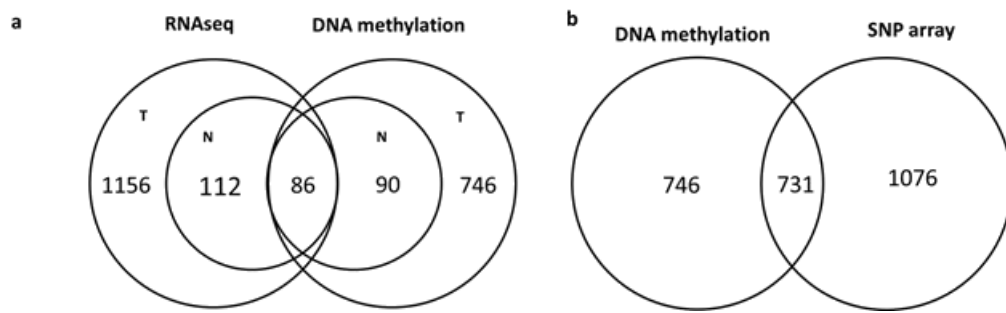 a
RNAseq
DNA methylation
T
N
N
T
1156
112
86
90
746
b
DNA methylation
SNP array
746
731
1076